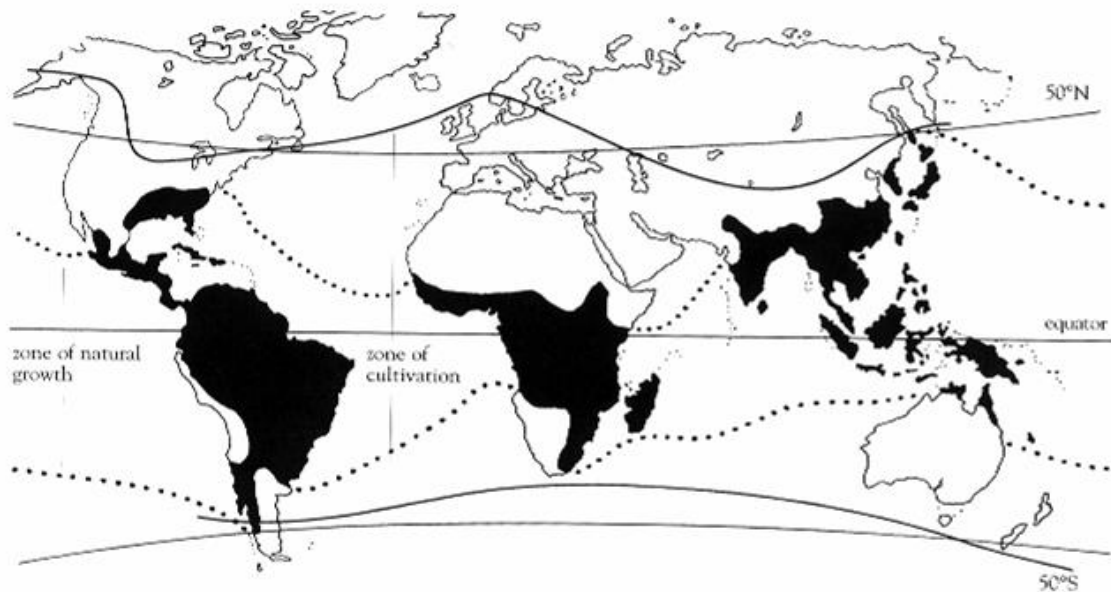 50°N
equator
zone of natural
growth
zone of
cultivation
50°S